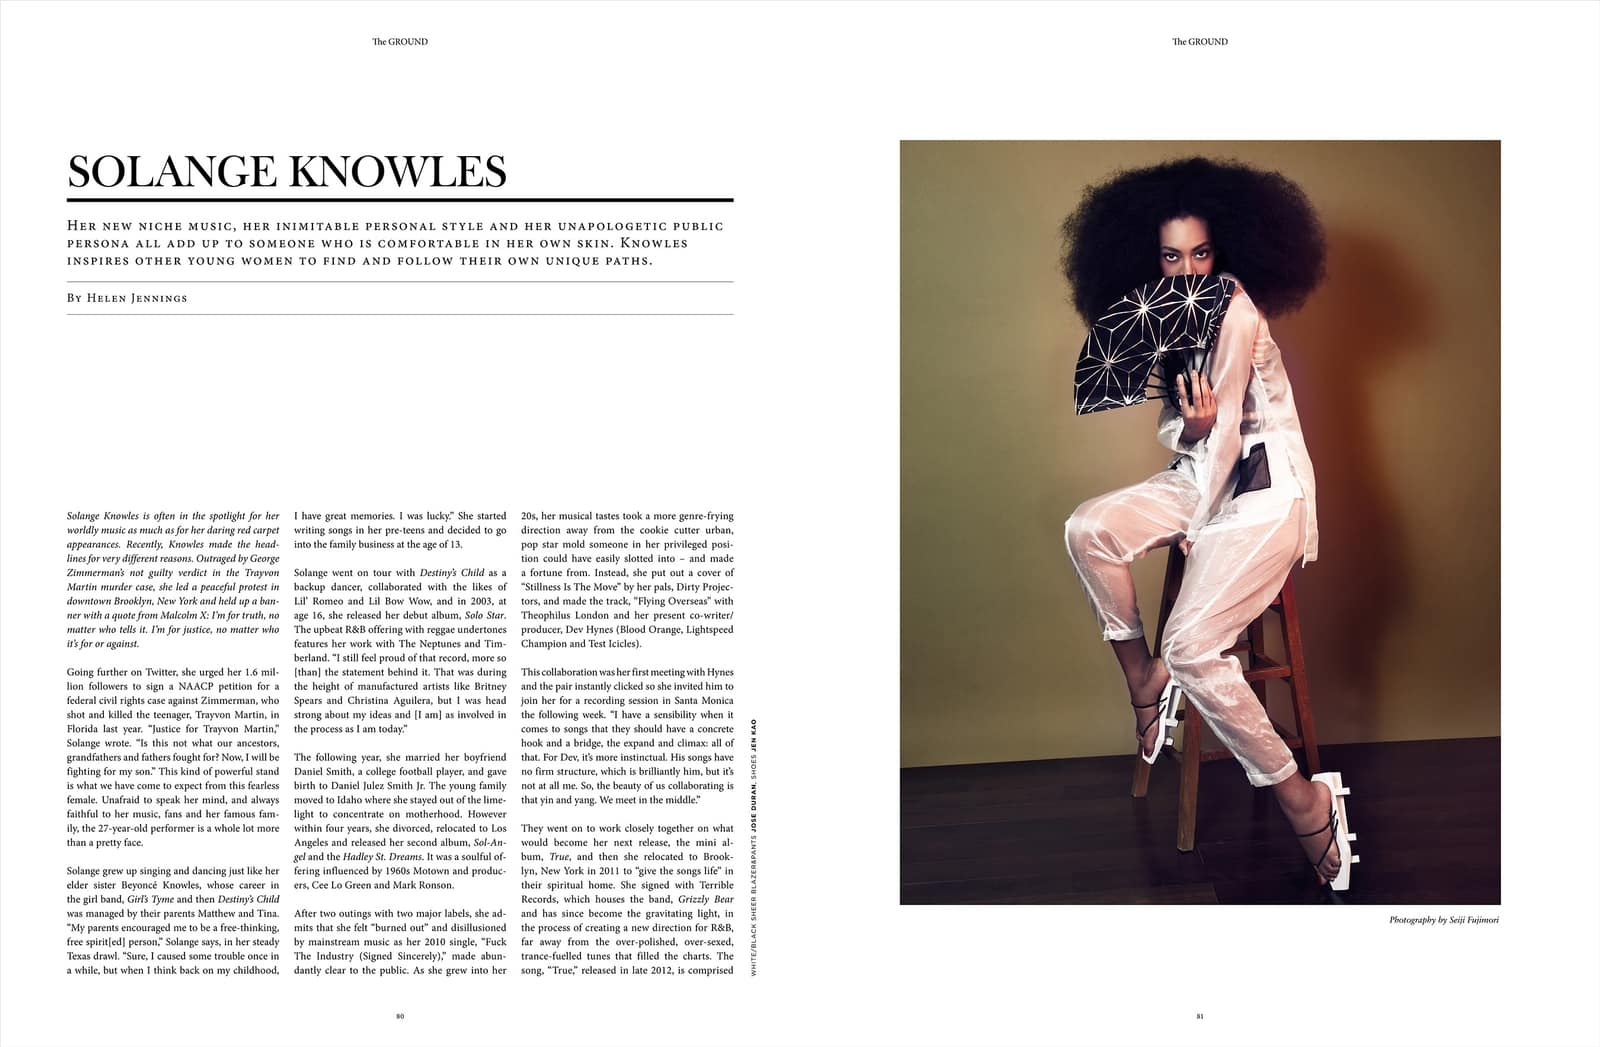 The GROUND
SOLANGE KNOWLES
Her new niche music, her inimitable personal style and her unapologetic public
persona all add up to someone who is comfortable in her own skin. Knowles
inspires other young women to find and follow their own unique paths.
By Helen Jennings
Solange Knowles is often in the spotlight for her
worldly music as much as for her daring red carpet
appearances. Recently, Knowles made the head-
lines for very different reasons. Outraged by George
Zimmerman's not guilty verdict in the Trayvon
Martin murder case, she led a peaceful protest in
downtown Brooklyn, New York and held up a ban-
ner with a quote from Malcolm X: I'm for truth, no
matter who tells it. I'm for justice, no matter who
it's for or against.
Going further on Twitter, she urged her 1.6 mil-
lion followers to sign a NAACP petition for a
federal civil rights case against Zimmerman, who
shot and killed the teenager, Trayvon Martin, in
Florida last year. “Justice for Trayvon Martin,”
Solange wrote. “Is this not what our ancestors,
grandfathers and fathers fought for? Now, I will be
fighting for my son.” This kind of powerful stand
is what we have come to expect from this fearless
female. Unafraid to speak her mind, and always
faithful to her music, fans and her famous fam-
ily, the 27-year-old performer is a whole lot more
than a pretty face.
Solange grew up singing and dancing just like her
elder sister Beyoncé Knowles, whose career in
the girl band, Girl's Tyme and then Destiny's Child
was managed by their parents Matthew and Tina.
“My parents encouraged me to be a free-thinking,
free spirit[ed] person,” Solange says, in her steady
Texas drawl. “Sure, I caused some trouble once in
a while, but when I think back on my childhood,
I have great memories. I was lucky.” She started
writing songs in her pre-teens and decided to go
into the family business at the age of 13.
Solange went on tour with Destiny's Child as a
backup dancer, collaborated with the likes of
Lil' Romeo and Lil Bow Wow, and in 2003, at
age 16, she released her debut album, Solo Star.
The upbeat R&B offering with reggae undertones
features her work with The Neptunes and Tim-
berland. “I still feel proud of that record, more so
[than] the statement behind it. That was during
the height of manufactured artists like Britney
Spears and Christina Aguilera, but I was head
strong about my ideas and [I am] as involved in
the process as I am today.”
The following year, she married her boyfriend
Daniel Smith, a college football player, and gave
birth to Daniel Julez Smith Jr. The young family
moved to Idaho where she stayed out of the lime-
light to concentrate on motherhood. However
within four years, she divorced, relocated to Los
Angeles and released her second album, Sol-An-
gel and the Hadley St. Dreams. It was a soulful of-
fering influenced by 1960s Motown and produc-
ers, Cee Lo Green and Mark Ronson.
After two outings with two major labels, she ad-
mits that she felt “burned out” and disillusioned
by mainstream music as her 2010 single, “Fuck
The Industry (Signed Sincerely),” made abun-
dantly clear to the public. As she grew into her
20s, her musical tastes took a more genre-frying
direction away from the cookie cutter urban,
pop star mold someone in her privileged posi-
tion could have easily slotted into – and made
a fortune from. Instead, she put out a cover of
“Stillness Is The Move” by her pals, Dirty Projec-
tors, and made the track, “Flying Overseas” with
Theophilus London and her present co-writer/
producer, Dev Hynes (Blood Orange, Lightspeed
Champion and Test Icicles).
This collaboration was her first meeting with Hynes
and the pair instantly clicked so she invited him to
join her for a recording session in Santa Monica
the following week. “I have a sensibility when it
comes to songs that they should have a concrete
hook and a bridge, the expand and climax: all of
that. For Dev, it's more instinctual. His songs have
no firm structure, which is brilliantly him, but it's
not at all me. So, the beauty of us collaborating is
that yin and yang. We meet in the middle.”
They went on to work closely together on what
would become her next release, the mini al-
bum, True, and then she relocated to Brook-
lyn, New York in 2011 to “give the songs life” in
their spiritual home. She signed with Terrible
Records, which houses the band, Grizzly Bear
and has since become the gravitating light, in
the process of creating a new direction for R&B,
far away from the over-polished, over-sexed,
trance-fuelled tunes that filled the charts. The
song, “True,” released in late 2012, is comprised
WHITE/BLACK SHEER BLAZER&PANTS JOSE DURAN, SHOES JEN KAO
80
The GROUND
Photography by Seiji Fujimori
81